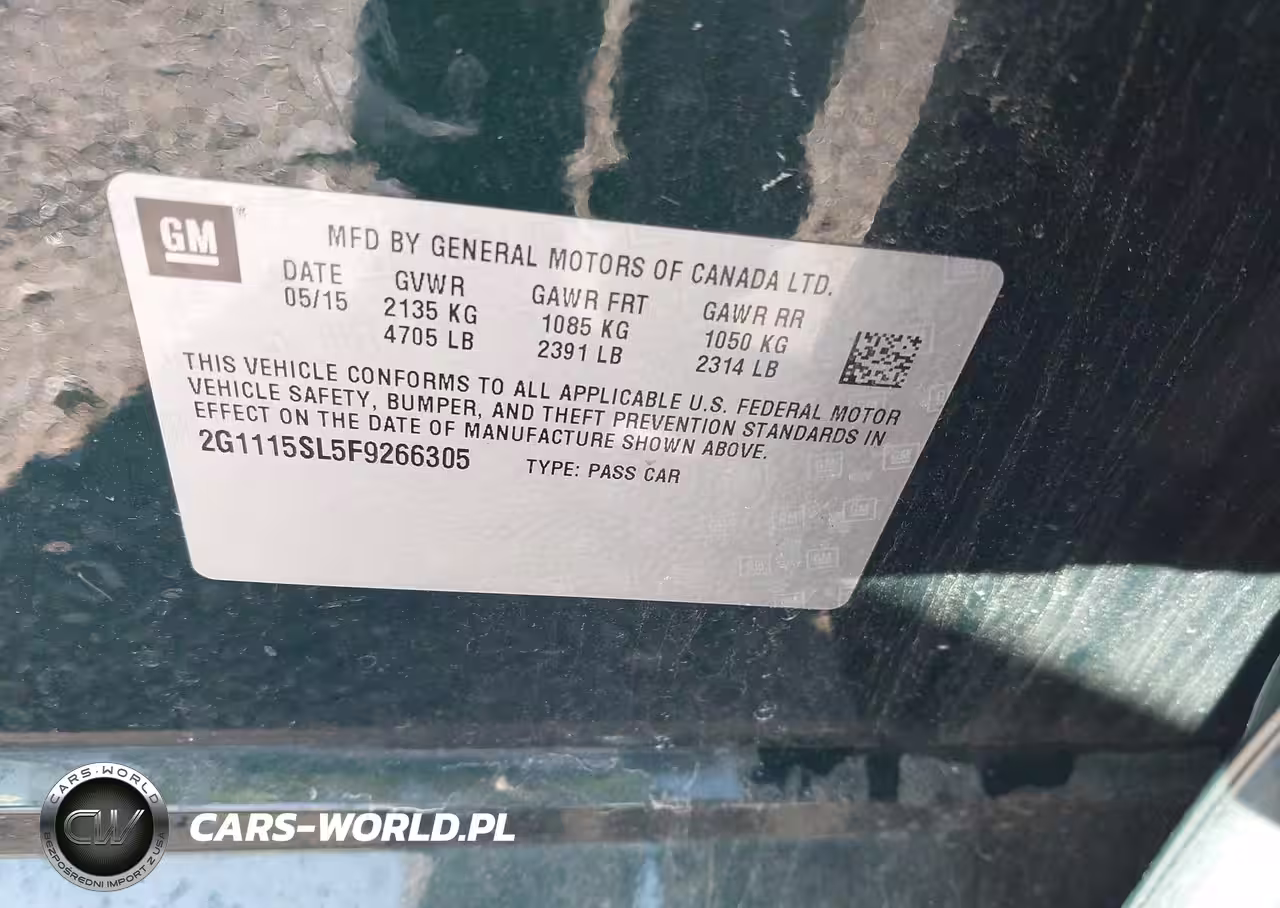 GM
®
MFD BY GENERAL MOTORS OF CANADA LTD.
DATE GVWR GAWR FRT GAWR RR
05/15 2135 KG 1085 KG 1050 KG
4705 LB 2391 LB 2314 LB
THIS VEHICLE CONFORMS TO ALL APPLICABLE U.S. FEDERAL MOTOR
VEHICLE SAFETY, BUMPER, AND THEFT PREVENTION STANDARDS IN
EFFECT ON THE DATE OF MANUFACTURE SHOWN ABOVE.
2G1115SL5F9266305 TYPE: PASS CAR
CARS-WORLD
CW
BEZPOŚREDNI IMPORT Z USA
CARS-WORLD.PL